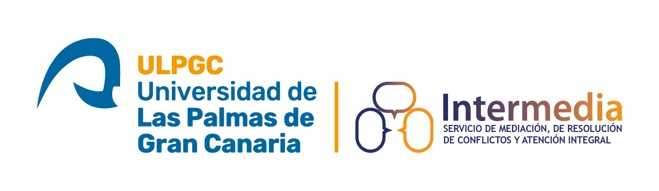 ULPGC
Universidad de
Las Palmas de
Gran Canaria
Intermedia
SERVICIO DE MEDIACIÓN, DE RESOLUCIÓN
DE CONFLICTOS Y ATENCIÓN INTEGRAL